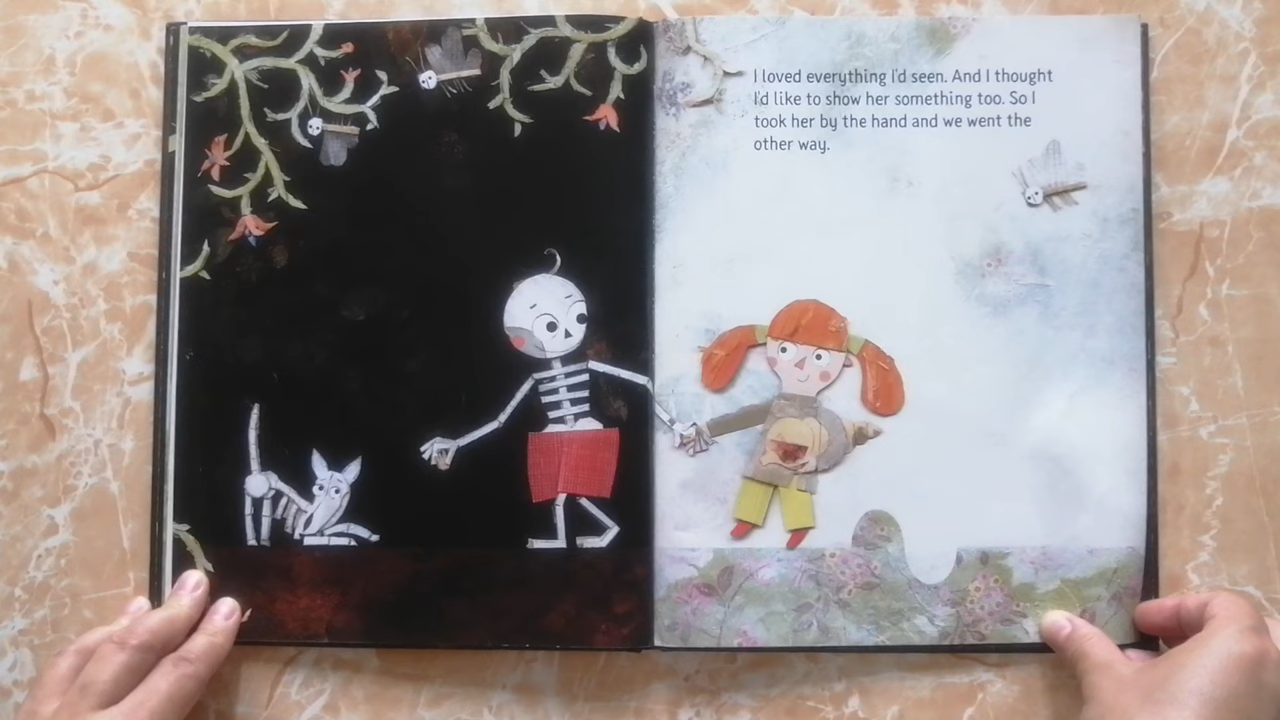 I loved everything I'd seen. And I thought
I'd like to show her something too. So I
took her by the hand and we went the
other way.